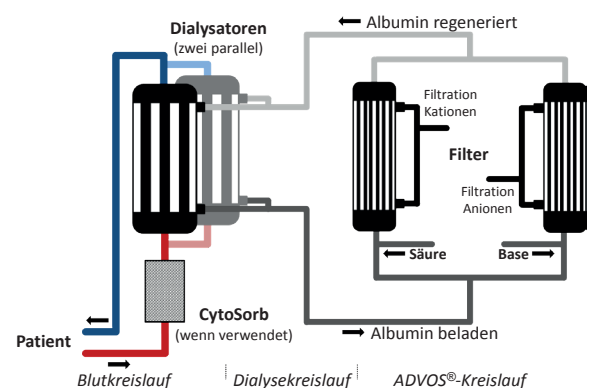 Dialysatoren
(zwei parallel)
Albumin regeneriert
Filtration
Kationen
Filter
Filtration
Anionen
Säure
Base
CytoSorb
(wenn verwendet)
Patient
Albumin beladen
Blutkreislauf
Dialysekreislauf
ADVOS®-Kreislauf